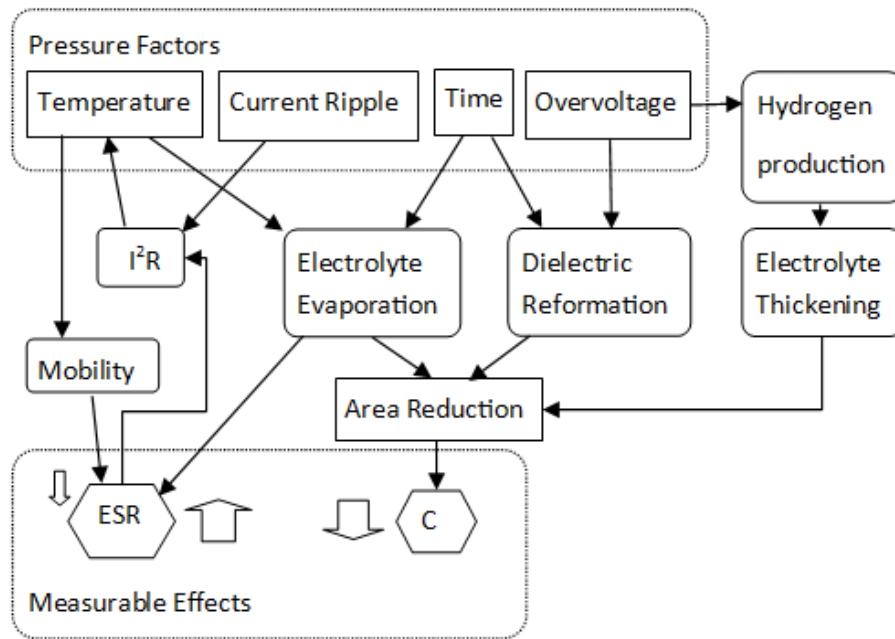 Pressure Factors
Temperature
Current Ripple
Time
Overvoltage
Hydrogen
production
I²R
Electrolyte
Evaporation
Dielectric
Reformation
Electrolyte
Thickening
Mobility
Area Reduction
ESR
C
Measurable Effects